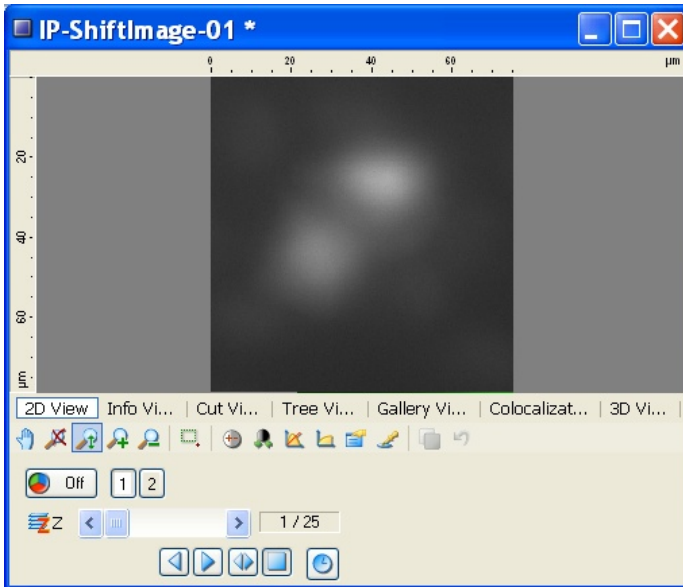 IP-ShiftImage-01 *
0 20 40 60 µm
20
40
60
µm
2D View Info Vi... Cut Vi... Tree Vi... Gallery Vi... Colocalizat... 3D Vi...
Off 1 2
Z 1 / 25